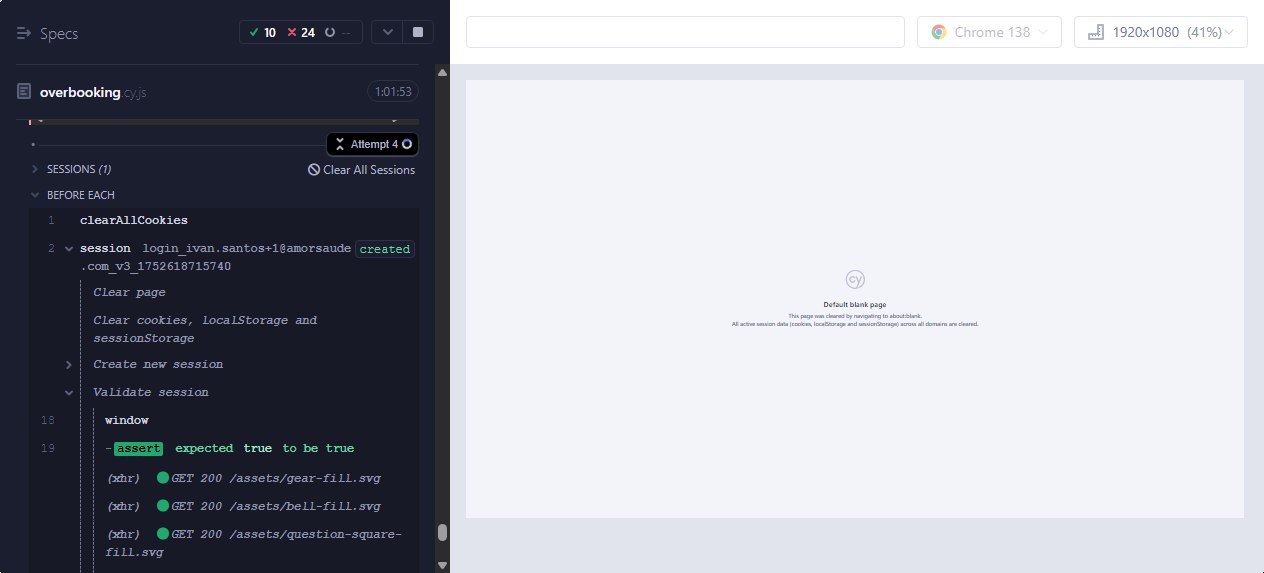 Specs
10 24 --
Chrome 138
1920x1080 (41%)
overbooking.cy.js
1:01:53
Attempt 4
SESSIONS (1)
Clear All Sessions
BEFORE EACH
1 clearAllCookies
2 session login_ivan.santos+1@amorsaude created
.com_v3_1752618715740
Clear page
Clear cookies, localStorage and
sessionStorage
Create new session
Validate session
18 window
19 -assert expected true to be true
(xhr) GET 200 /assets/gear-fill.svg
(xhr) GET 200 /assets/bell-fill.svg
(xhr) GET 200 /assets/question-square-
fill.svg
cy
Default blank page
This page was cleared by navigating to about:blank.
All active session data (cookies, localStorage and sessionStorage) across all domains are cleared.